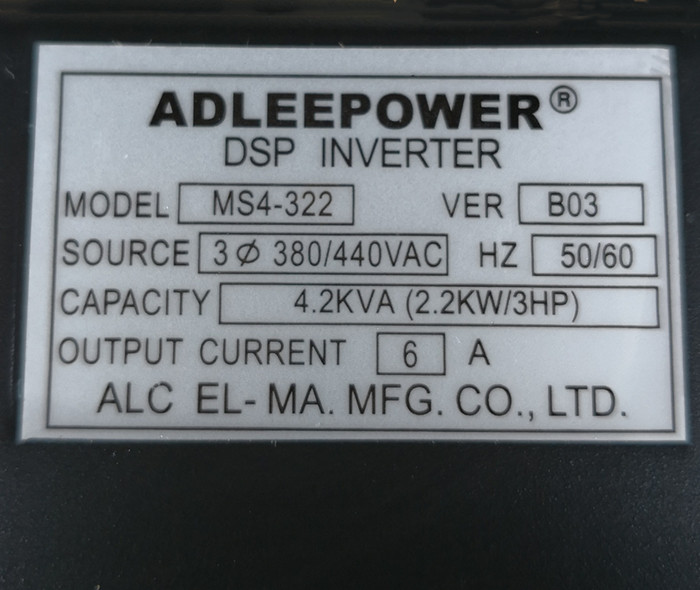 ADLEEPOWER®
DSP INVERTER
MODEL MS4-322 VER B03
SOURCE 3 Ø 380/440VAC HZ 50/60
CAPACITY 4.2KVA (2.2KW/3HP)
OUTPUT CURRENT 6 A
ALC EL- MA. MFG. CO., LTD.